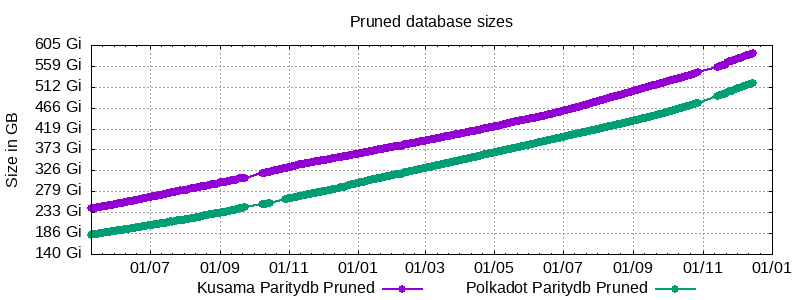 Pruned database sizes
605 Gi
559 Gi
512 Gi
466 Gi
419 Gi
373 Gi
326 Gi
279 Gi
233 Gi
186 Gi
140 Gi
Size in GB
01/07 01/09 01/11 01/01 01/03 01/05 01/07 01/09 01/11 01/01
Kusama Paritydb Pruned Polkadot Paritydb Pruned